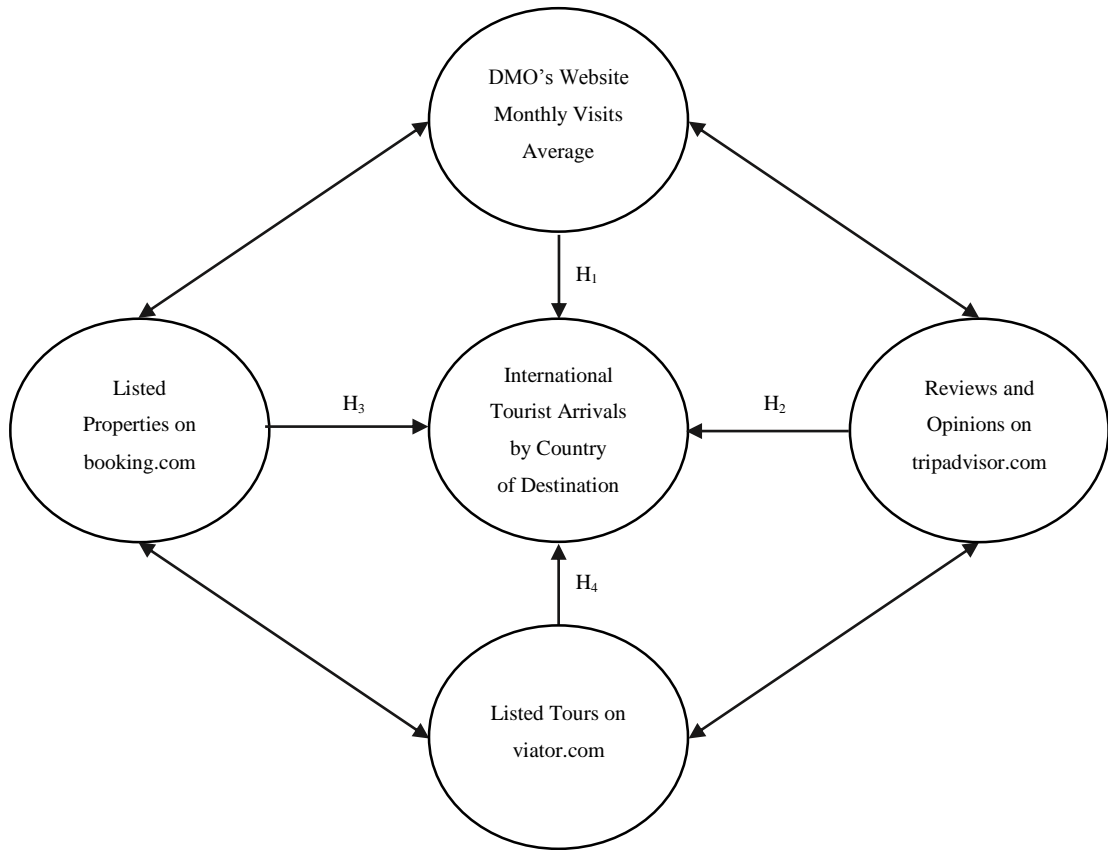 DMO’s Website
Monthly Visits
Average
H₁
Listed
Properties on
booking.com
H₃
International
Tourist Arrivals
by Country
of Destination
H₂
Reviews and
Opinions on
tripadvisor.com
H₄
Listed Tours on
viator.com